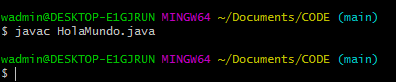 wadmin@DESKTOP-E1GJRUN MINGW64 ~/Documents/CODE (main)
$ javac HolaMundo.java
wadmin@DESKTOP-E1GJRUN MINGW64 ~/Documents/CODE (main)
$